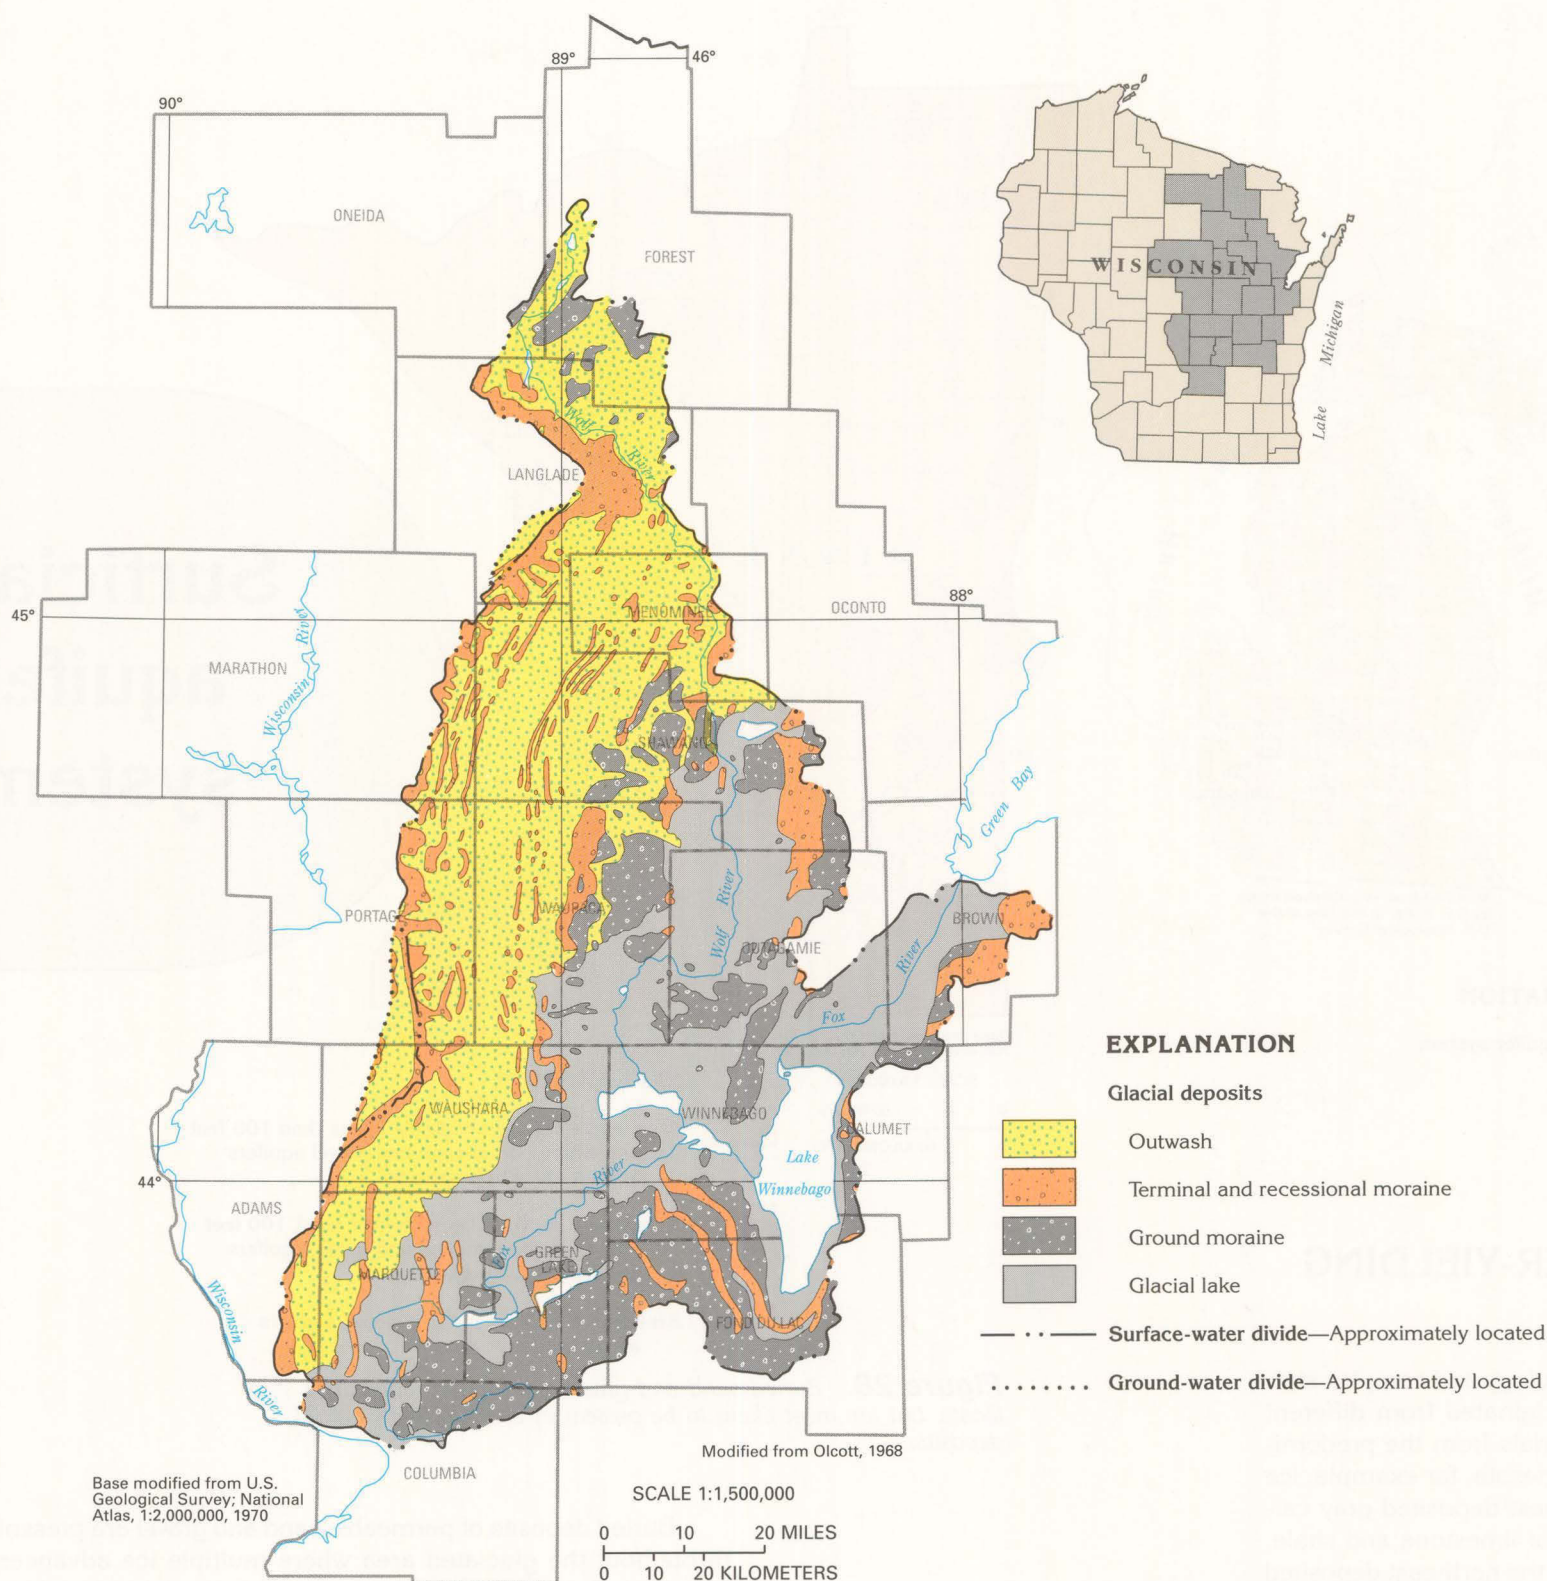 89°
46°
90°
ONEIDA
FOREST
WISCONSIN
Lake Michigan
Wolf River
LANGLADE
45°
88°
MENOMINEE
OCONTO
MARATHON
Wisconsin River
SHAWANO
Green Bay
PORTAGE
WAUPACA
Wolf River
OUTAGAMIE
BROWN
Fox River
WAUSHARA
WINNEBAGO
CALUMET
Lake
Winnebago
44°
ADAMS
River
Fox
GREEN
LAKE
MARQUETTE
FOND DU LAC
Wisconsin
River
COLUMBIA
EXPLANATION
Glacial deposits
Outwash
Terminal and recessional moraine
Ground moraine
Glacial lake
Surface-water divide—Approximately located
Ground-water divide—Approximately located
Modified from Olcott, 1968
Base modified from U.S.
Geological Survey; National
Atlas, 1:2,000,000, 1970
SCALE 1:1,500,000
0 10 20 MILES
0 10 20 KILOMETERS